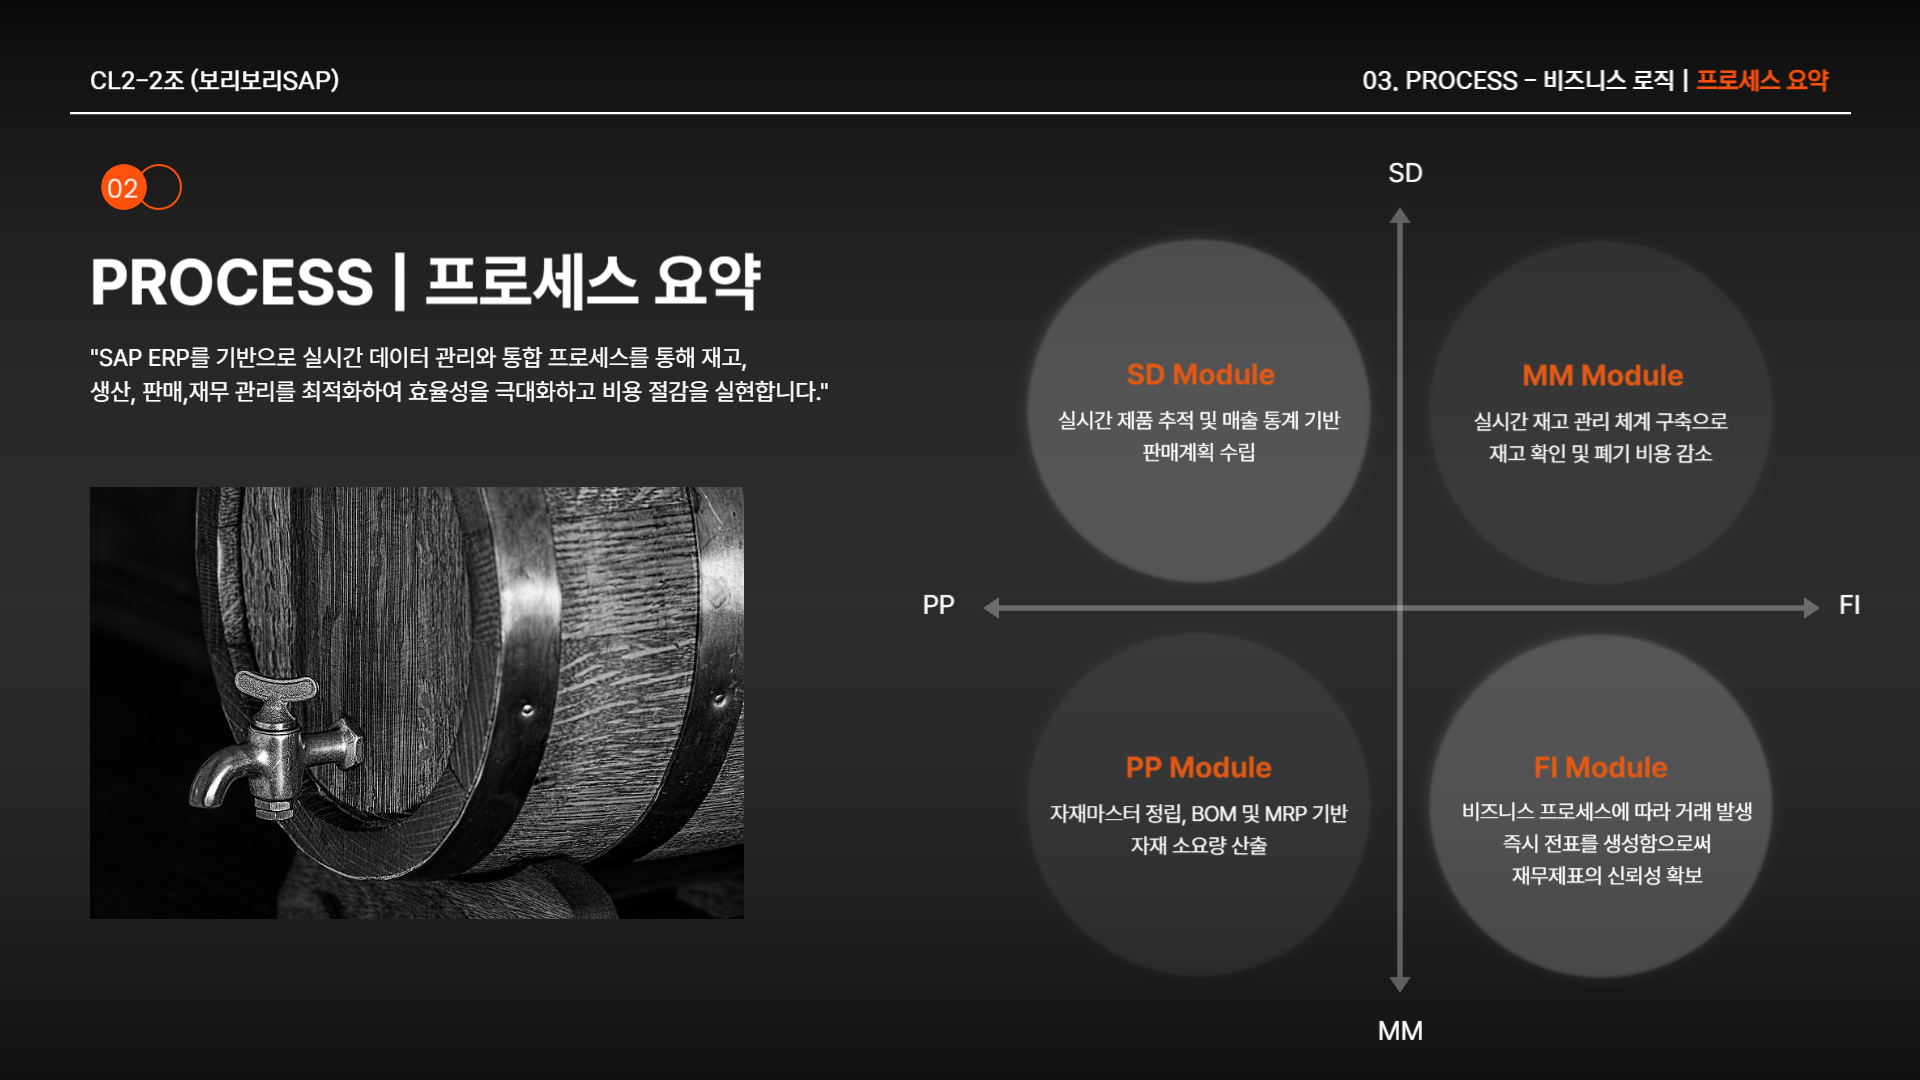 CL2-2조 (보리보리SAP)
03. PROCESS - 비즈니스 로직 | 프로세스 요약
02
PROCESS | 프로세스 요약
"SAP ERP를 기반으로 실시간 데이터 관리와 통합 프로세스를 통해 재고,
생산, 판매,재무 관리를 최적화하여 효율성을 극대화하고 비용 절감을 실현합니다."
SD
SD Module
실시간 제품 추적 및 매출 통계 기반
판매계획 수립
MM Module
실시간 재고 관리 체계 구축으로
재고 확인 및 폐기 비용 감소
PP
FI
PP Module
자재마스터 정립, BOM 및 MRP 기반
자재 소요량 산출
FI Module
비즈니스 프로세스에 따라 거래 발생
즉시 전표를 생성함으로써
재무제표의 신뢰성 확보
MM